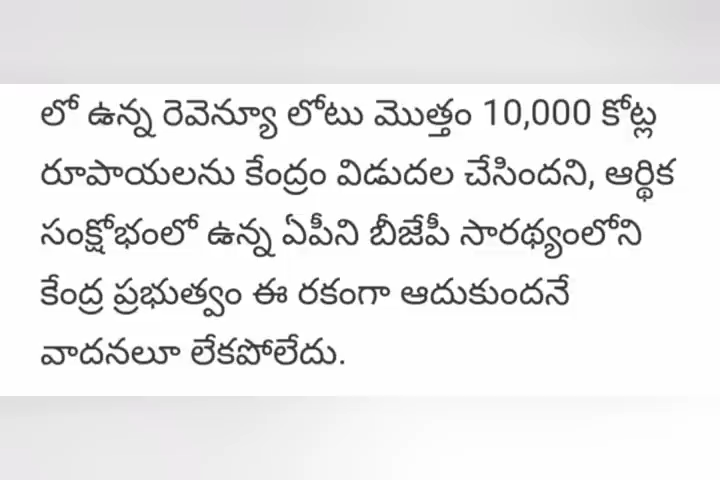 లో ఉన్న రెవెన్యూ లోటు మొత్తం 10,000 కోట్ల
రూపాయలను కేంద్రం విడుదల చేసిందని, ఆర్థిక
సంక్షోభంలో ఉన్న ఏపీని బీజేపీ సారథ్యంలోని
కేంద్ర ప్రభుత్వం ఈ రకంగా ఆదుకుందనే
వాదనలూ లేకపోలేదు.